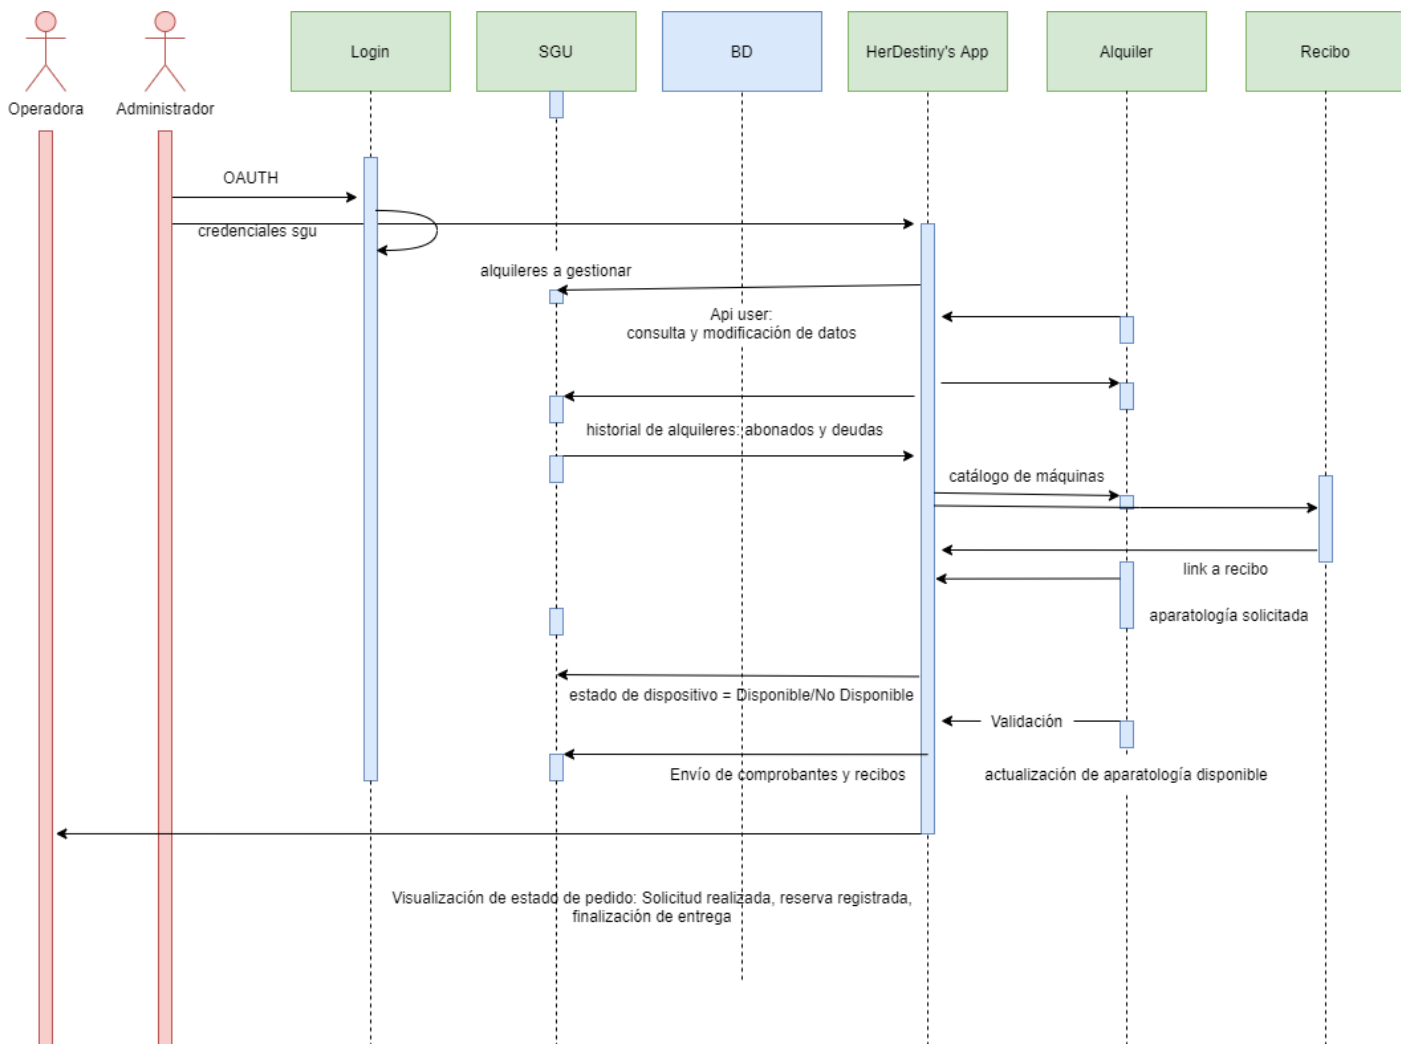 Operadora
Administrador
Login
SGU
BD
HerDestiny's App
Alquiler
Recibo
OAUTH
credenciales sgu
alquileres a gestionar
Api user:
consulta y modificación de datos
historial de alquileres: abonados y deudas
catálogo de máquinas
link a recibo
aparatología solicitada
estado de dispositivo = Disponible/No Disponible
Validación
Envío de comprobantes y recibos
actualización de aparatología disponible
Visualización de estado de pedido: Solicitud realizada, reserva registrada,
finalización de entrega